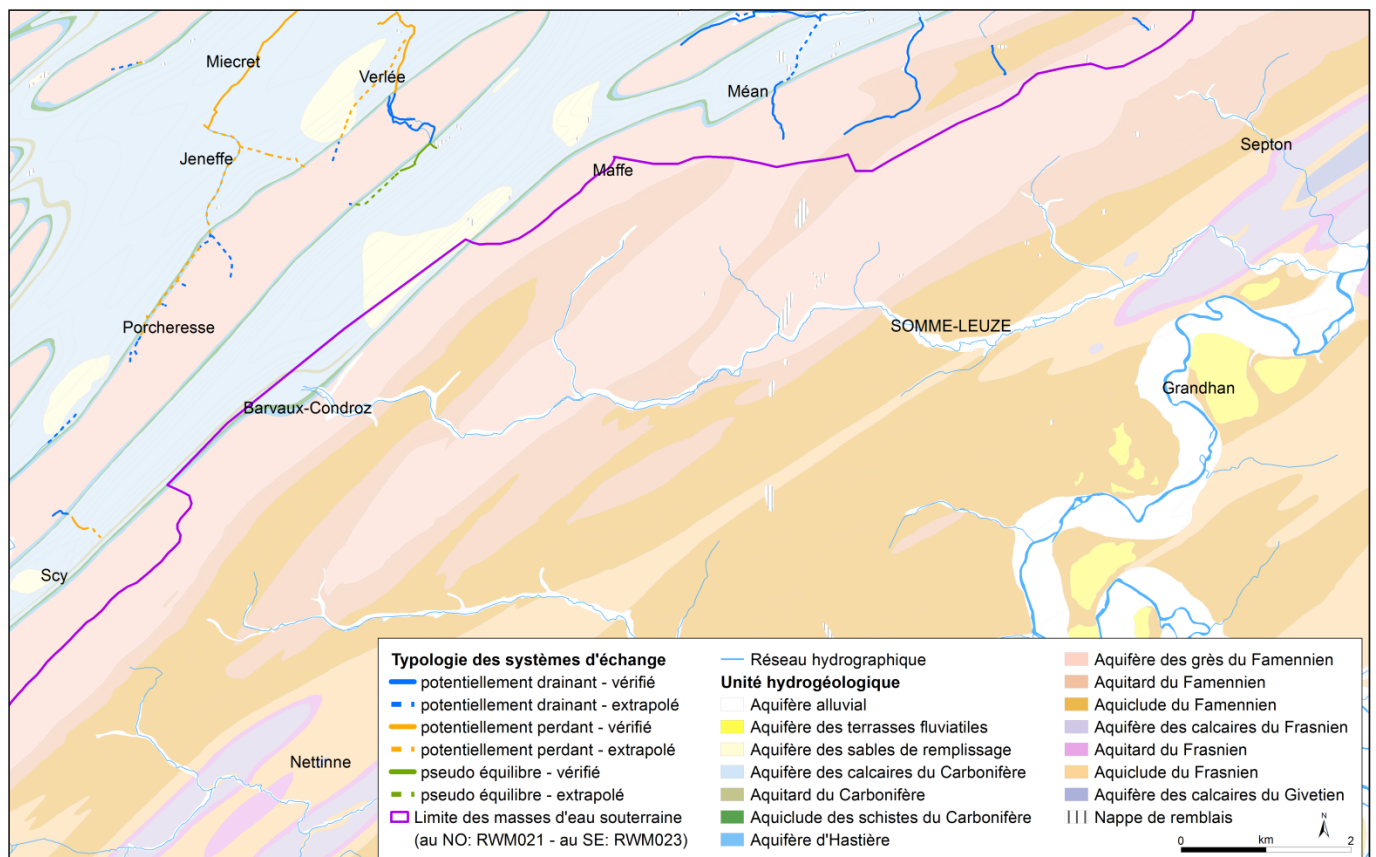 Miecret
Verlée
Méan
Jeneffe
Maffe
Septon
Porcheresse
SOMME-LEUZE
Barvaux-Condroz
Grandhan
Scy
Nettinne
Typologie des systèmes d'échange
potentiellement drainant - vérifié
potentiellement drainant - extrapolé
potentiellement perdant - vérifié
potentiellement perdant - extrapolé
pseudo équilibre - vérifié
pseudo équilibre - extrapolé
Limite des masses d'eau souterraine
(au NO: RWM021 - au SE: RWM023)
Réseau hydrographique
Unité hydrogéologique
Aquifère alluvial
Aquifère des terrasses fluviatiles
Aquifère des sables de remplissage
Aquifère des calcaires du Carbonifère
Aquitard du Carbonifère
Aquiclude des schistes du Carbonifère
Aquifère d'Hastière
Aquifère des grès du Famennien
Aquitard du Famennien
Aquiclude du Famennien
Aquifère des calcaires du Frasnien
Aquitard du Frasnien
Aquiclude du Frasnien
Aquifère des calcaires du Givetien
Nappe de remblais
N
0 km 2